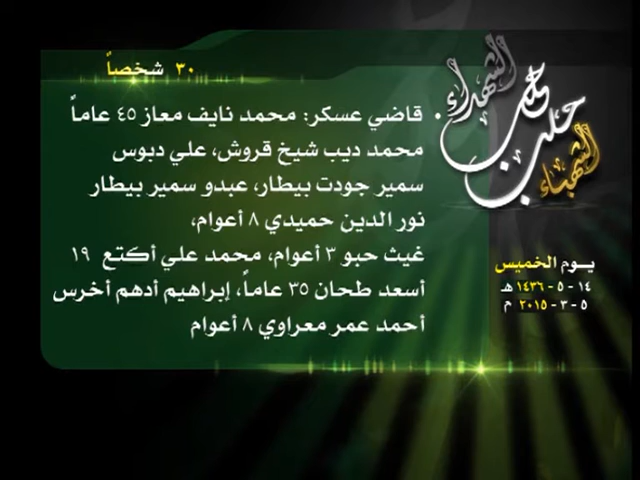 الشهداء
حلب
حلب
الشهباء
٣٠ شخصاً
• قاضي عسكر: محمد نايف معاز ٤٥ عاماً
محمد ديب شيخ قروش، علي دبوس
سمير جودت بيطار، عبدو سمير بيطار
نور الدين حميدي ٨ أعوام،
غيث حبو ٣ أعوام، محمد علي أكتع ١٩
أسعد طحان ٣٥ عاماً، إبراهيم أدهم أخرس
أحمد عمر معراوي ٨ أعوام
يوم الخميس
١٤ - ٥ - ١٤٣٦ هـ
٥ - ٣ - ٢٠١٥ م